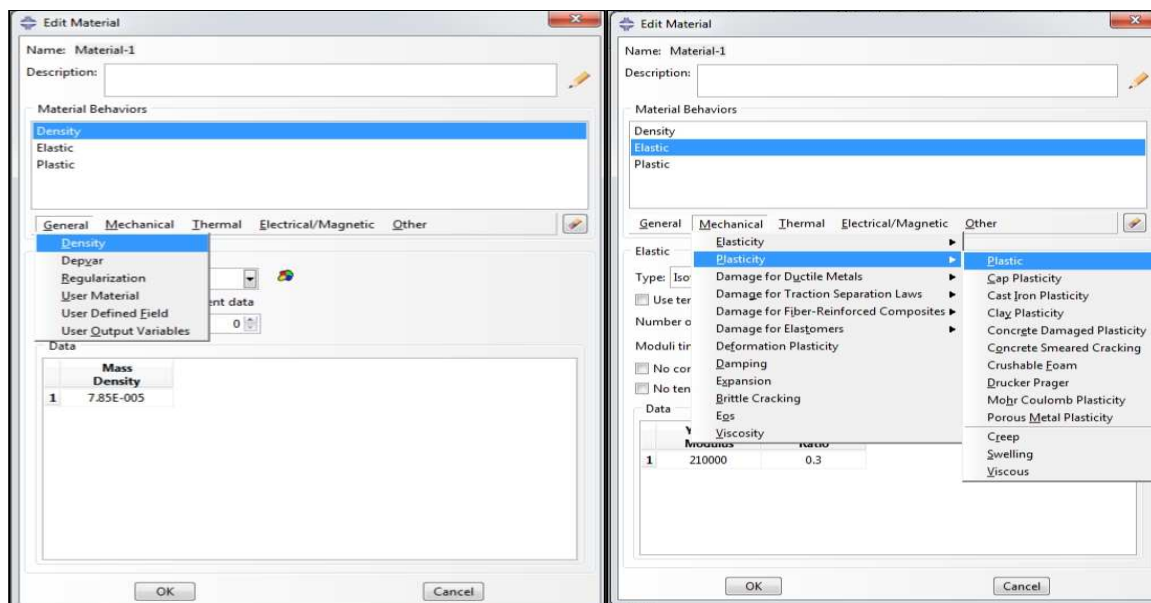 Edit Material
Name: Material-1
Description:
Material Behaviors
Density
Elastic
Plastic
General Mechanical Thermal Electrical/Magnetic Other
Density
Depvar
Regularization
User Material
User Defined Field
User Output Variables
ent data
0
Data
Mass
Density
1 7.85E-005
OK Cancel
Edit Material
Name: Material-1
Description:
Material Behaviors
Density
Elastic
Plastic
General Mechanical Thermal Electrical/Magnetic Other
Elastic
Type: Iso
Use ter
Number o
Moduli tin
No cor
No ten
Data
Elasticity
Plasticity
Damage for Ductile Metals
Damage for Traction Separation Laws
Damage for Fiber-Reinforced Composites
Damage for Elastomers
Deformation Plasticity
Damping
Expansion
Brittle Cracking
Eos
Viscosity
Plastic
Cap Plasticity
Cast Iron Plasticity
Clay Plasticity
Concrete Damaged Plasticity
Concrete Smeared Cracking
Crushable Foam
Drucker Prager
Mohr Coulomb Plasticity
Porous Metal Plasticity
Creep
Swelling
Viscous
Modulus Ratio
1 210000 0.3
OK Cancel